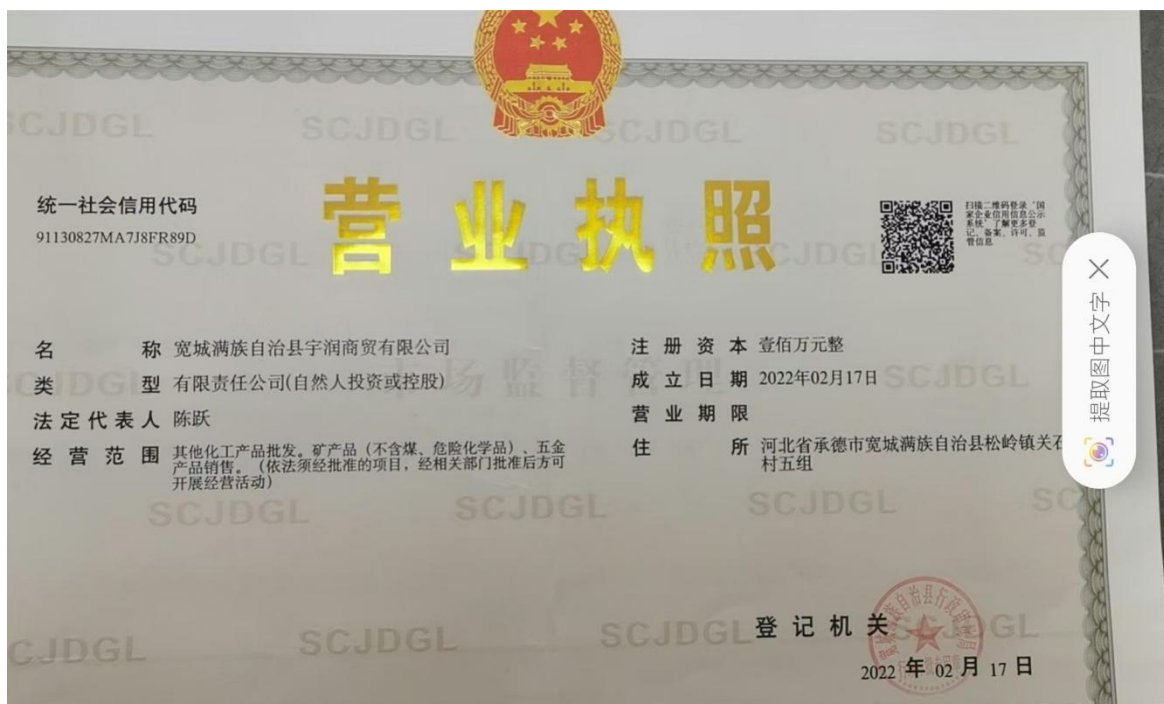 营业执照
统一社会信用代码
91130827MA7J8FR89D
扫描二维码登录‘国
家企业信用信息公示
系统’了解更多登
记、备案、许可、监
管信息
名称 宽城满族自治县宇润商贸有限公司
类型 有限责任公司(自然人投资或控股)
法定代表人 陈跃
经营范围 其他化工产品批发。矿产品（不含煤、危险化学品）、五金
产品销售。（依法须经批准的项目，经相关部门批准后方可
开展经营活动）
注册资本 壹佰万元整
成立日期 2022年02月17日
营业期限
住所 河北省承德市宽城满族自治县松岭镇关石
村五组
提取图中文字
登记机关
2022 年 02 月 17 日
SCJDGL
市场监督管理